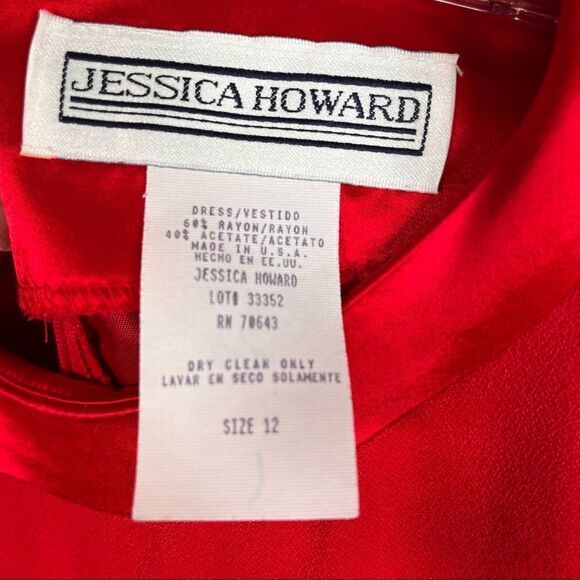 JESSICA HOWARD
DRESS/VESTIDO
60% RAYON/RAYON
40% ACETATE/ACETATO
MADE IN U.S.A.
HECHO EN EE.UU.
JESSICA HOWARD
LOT# 33352
RN 70643
DRY CLEAN ONLY
LAVAR EN SECO SOLAMENTE
SIZE 12